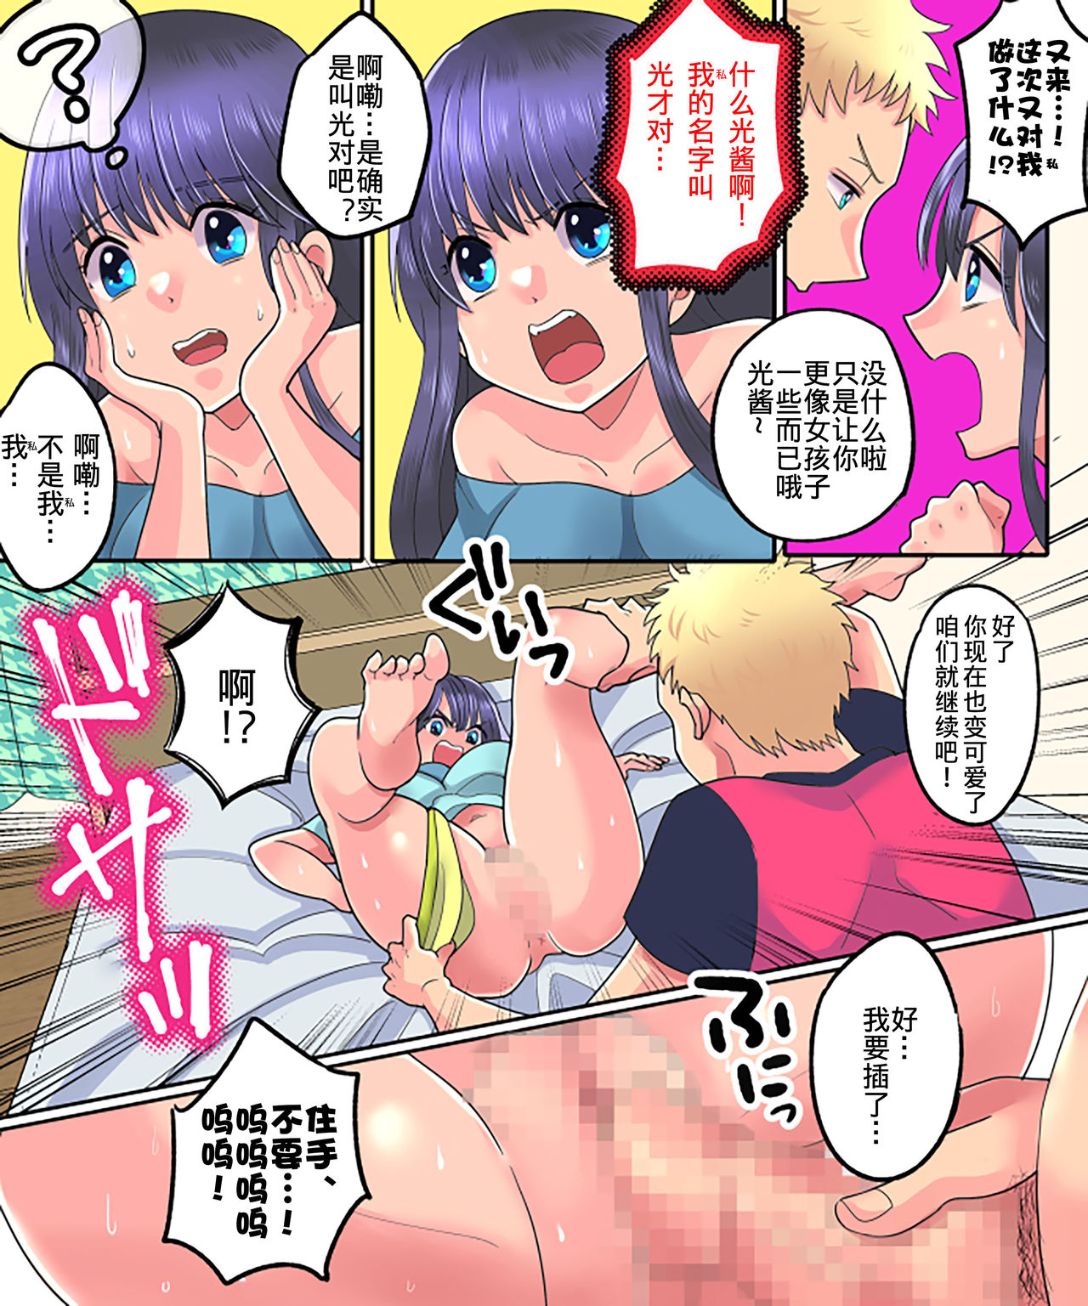 又来…！
这次又对我私
做了什么!?
没什么啦
只是让你
更像女孩子
一些而已哦
光酱~
什么光酱啊！
我私的名字叫
光才对…
啊嘞…是确实
是叫光对吧？
?
啊嘞…
不是我私…
我私…
好了
你现在也变可爱了
咱们就继续吧！
ぐいっ
啊!?
ドサッ
好…
我要插了…
ふにっ
住手、
不要…！
呜呜呜呜
呜呜！